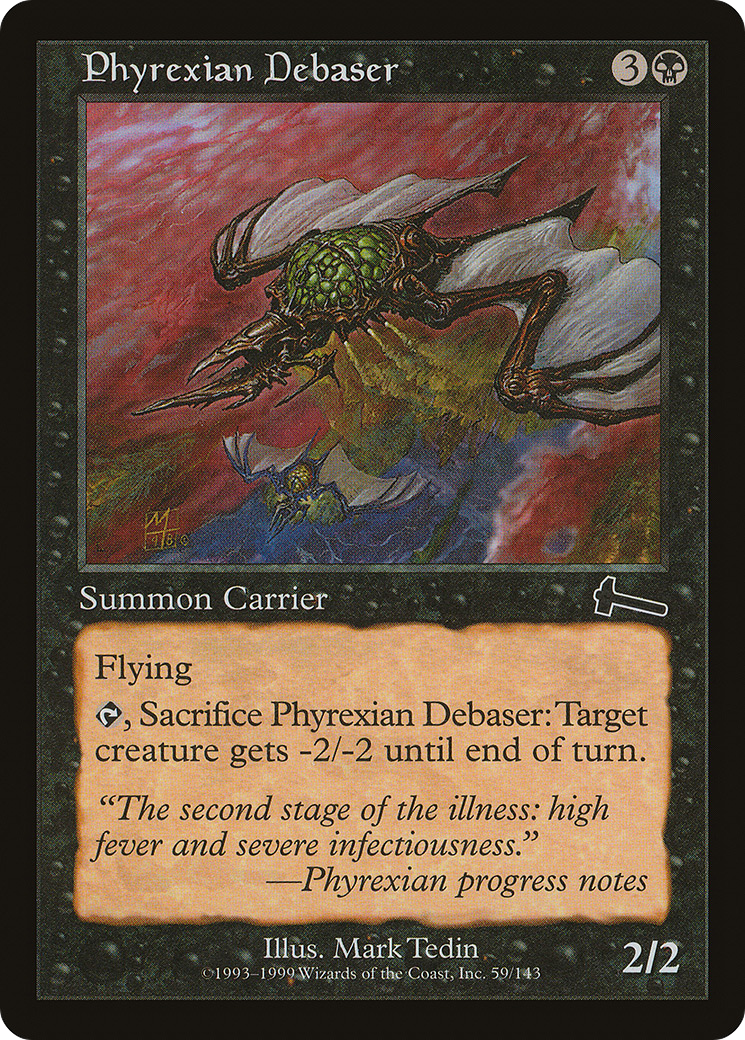 Phyrexian Debaser 3
Summon Carrier
Flying
, Sacrifice Phyrexian Debaser: Target
creature gets -2/-2 until end of turn.
“The second stage of the illness: high
fever and severe infectiousness.”
—Phyrexian progress notes
Illus. Mark Tedin
©1993–1999 Wizards of the Coast, Inc. 59/143
2/2